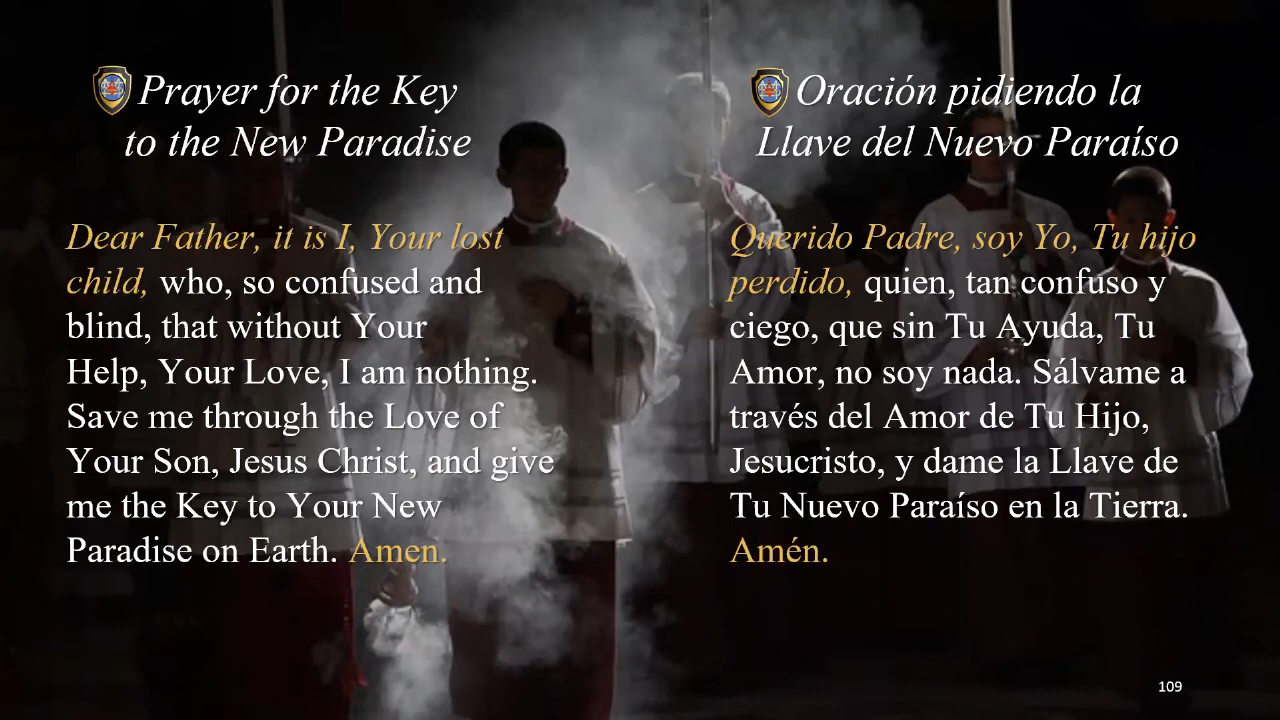 Prayer for the Key
to the New Paradise
Dear Father, it is I, Your lost
child, who, so confused and
blind, that without Your
Help, Your Love, I am nothing.
Save me through the Love of
Your Son, Jesus Christ, and give
me the Key to Your New
Paradise on Earth. Amen.
Oración pidiendo la
Llave del Nuevo Paraíso
Querido Padre, soy Yo, Tu hijo
perdido, quien, tan confuso y
ciego, que sin Tu Ayuda, Tu
Amor, no soy nada. Sálvame a
través del Amor de Tu Hijo,
Jesucristo, y dame la Llave de
Tu Nuevo Paraíso en la Tierra.
Amén.
109